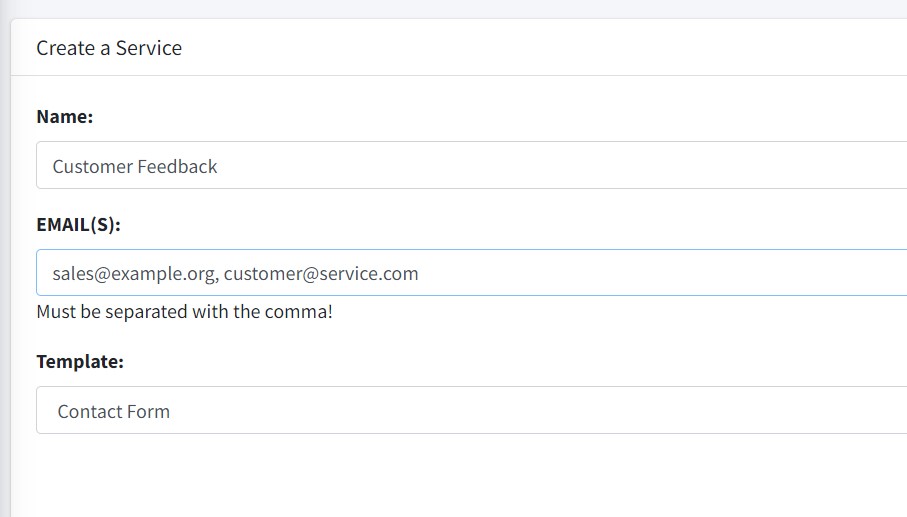 Create a Service
Name:
Customer Feedback
EMAIL(S):
sales@example.org, customer@service.com
Must be separated with the comma!
Template:
Contact Form